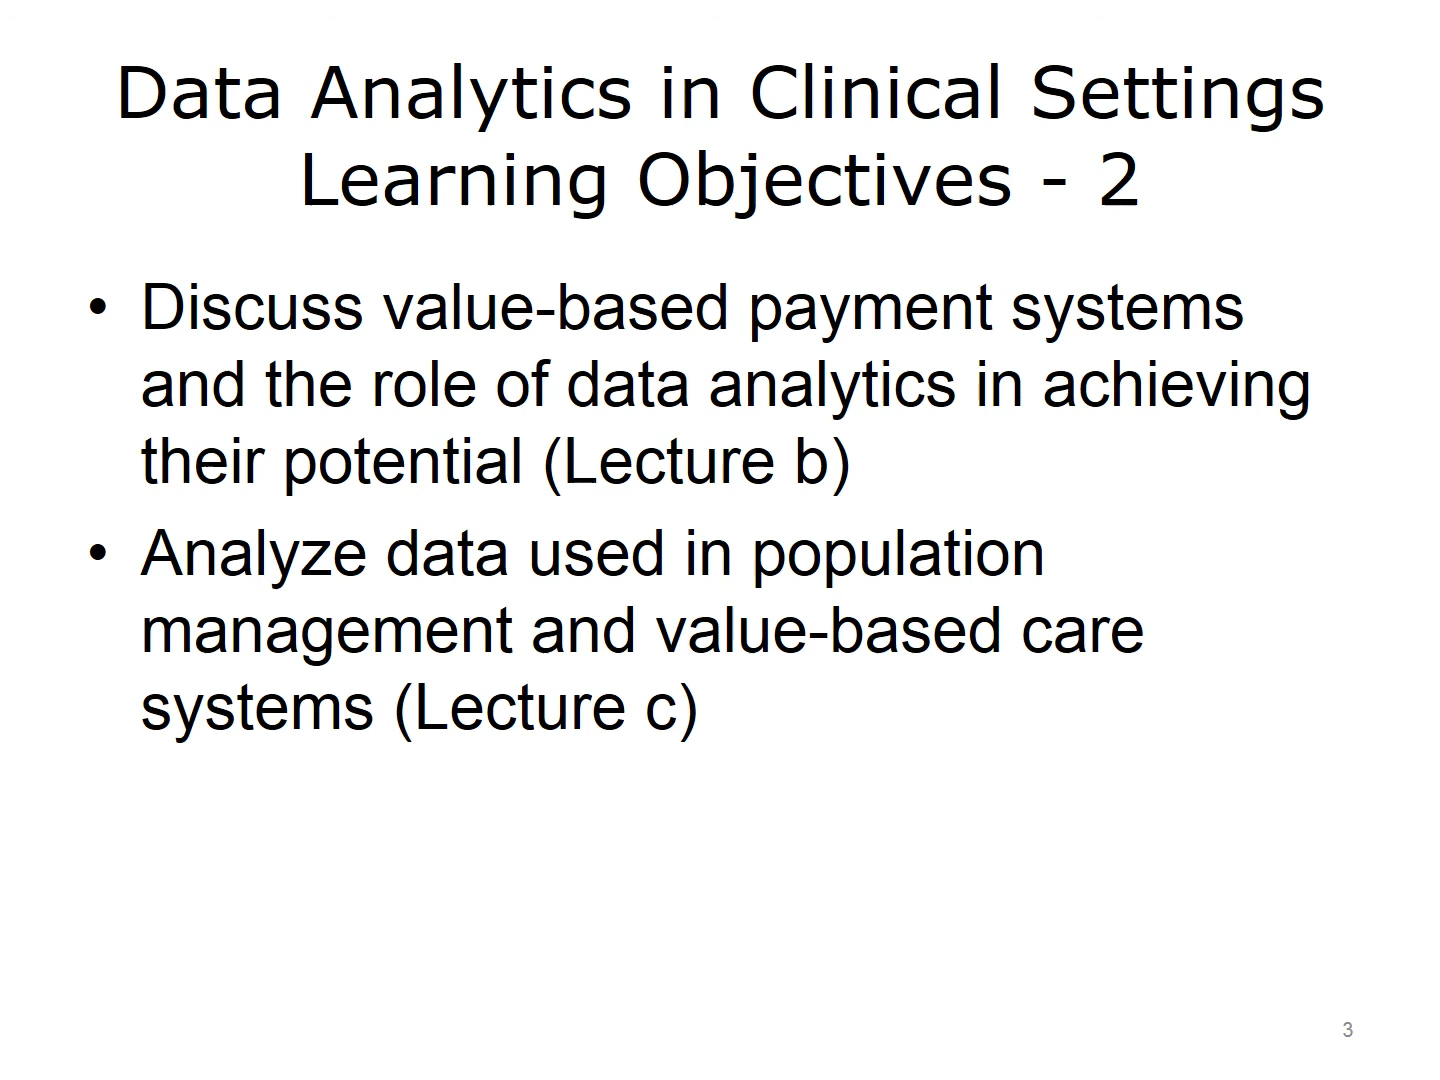 Data Analytics in Clinical Settings
Learning Objectives - 2
• Discuss value-based payment systems
and the role of data analytics in achieving
their potential (Lecture b)
• Analyze data used in population
management and value-based care
systems (Lecture c)
3